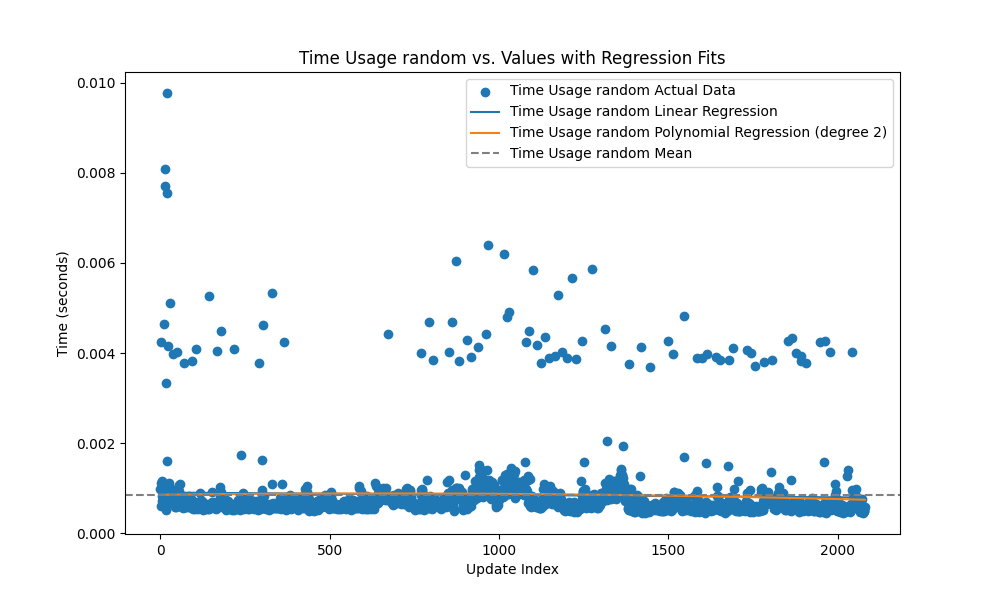 Time Usage random vs. Values with Regression Fits
Time Usage random Actual Data
Time Usage random Linear Regression
Time Usage random Polynomial Regression (degree 2)
Time Usage random Mean
Time (seconds)
0.010
0.008
0.006
0.004
0.002
0.000
0 500 1000 1500 2000
Update Index